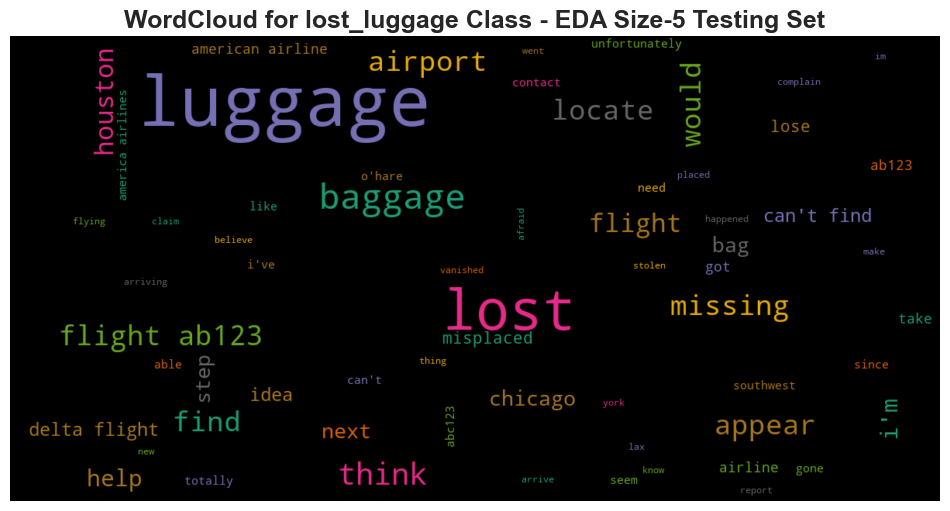 WordCloud for lost_luggage Class - EDA Size-5 Testing Set
american airline
went
unfortunately
airport
im
houston
luggage
contact
would
complain
america airlines
locate
lose
ab123
o'hare
placed
baggage
need
like
flying
claim
afraid
flight
happened
can't find
believe
bag
i've
vanished
stolen
got
make
arriving
lost
missing
take
flight ab123
misplaced
step
able
thing
since
can't
idea
chicago
york
southwest
delta flight
find
next
abc123
appear
i'm
new
lax
help
totally
think
arrive
seem
know
airline
gone
report